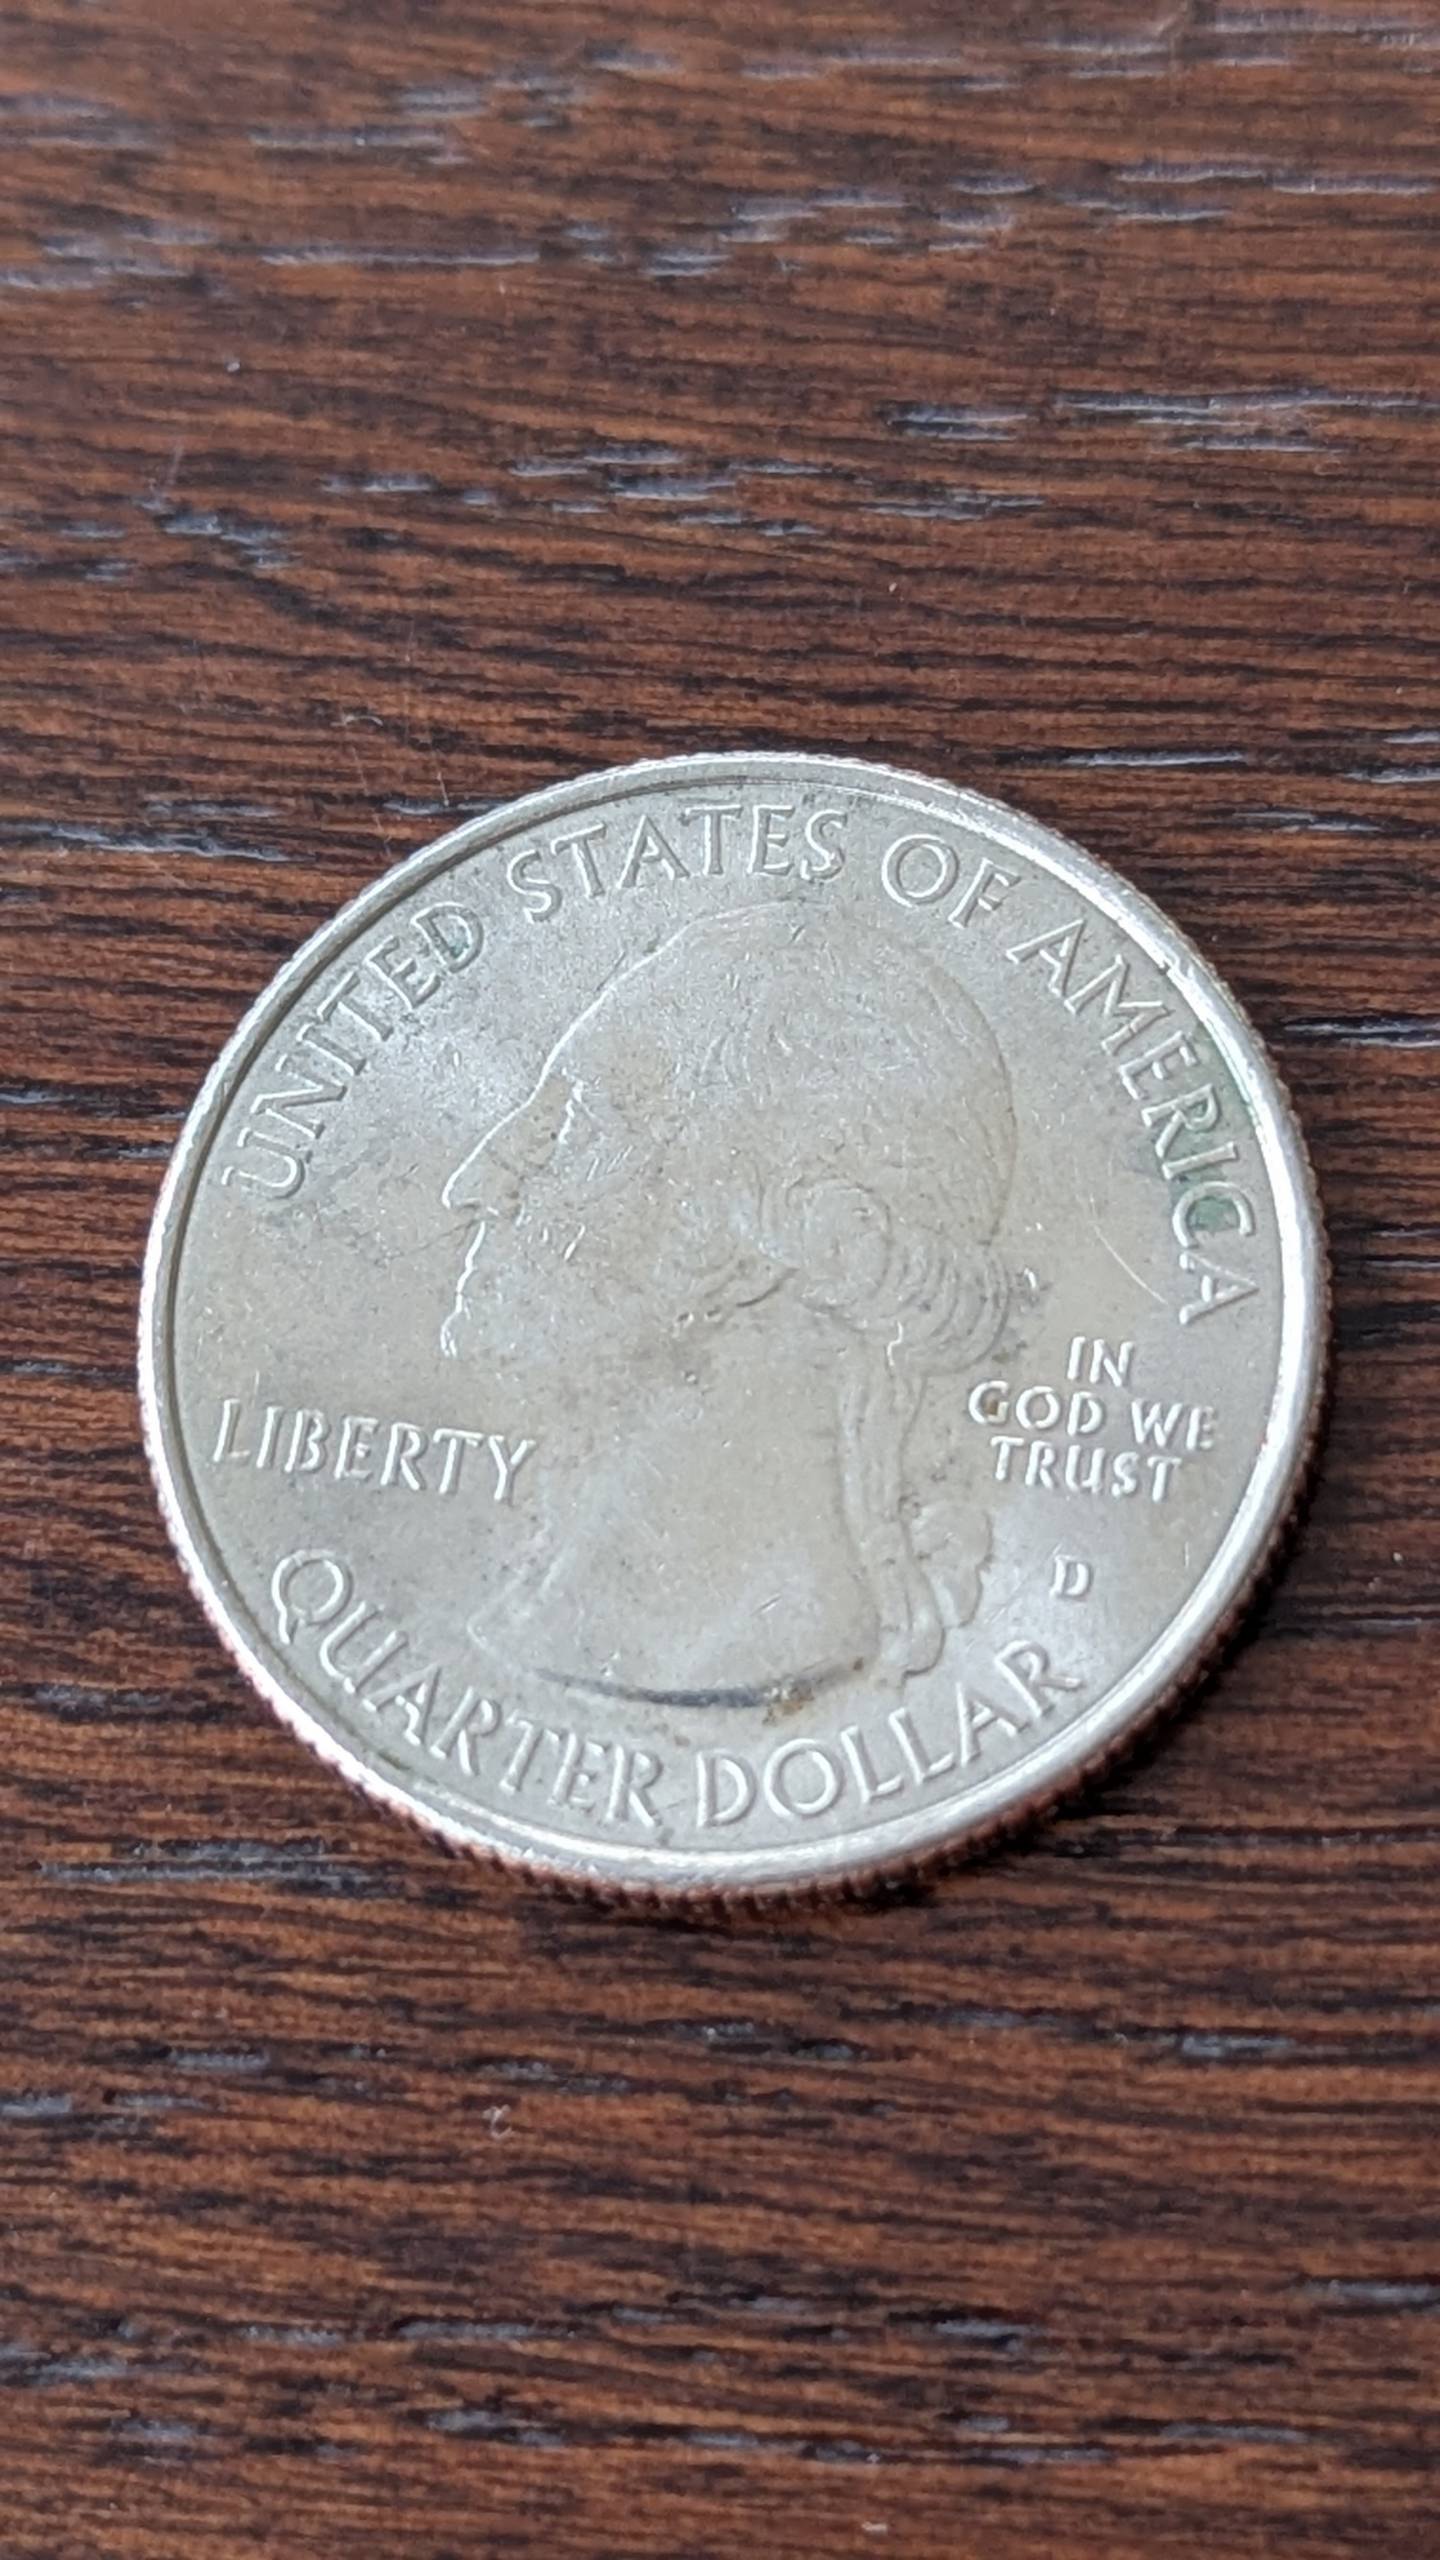 UNITED STATES OF AMERICA
LIBERTY
IN
GOD WE
TRUST
D
QUARTER DOLLAR